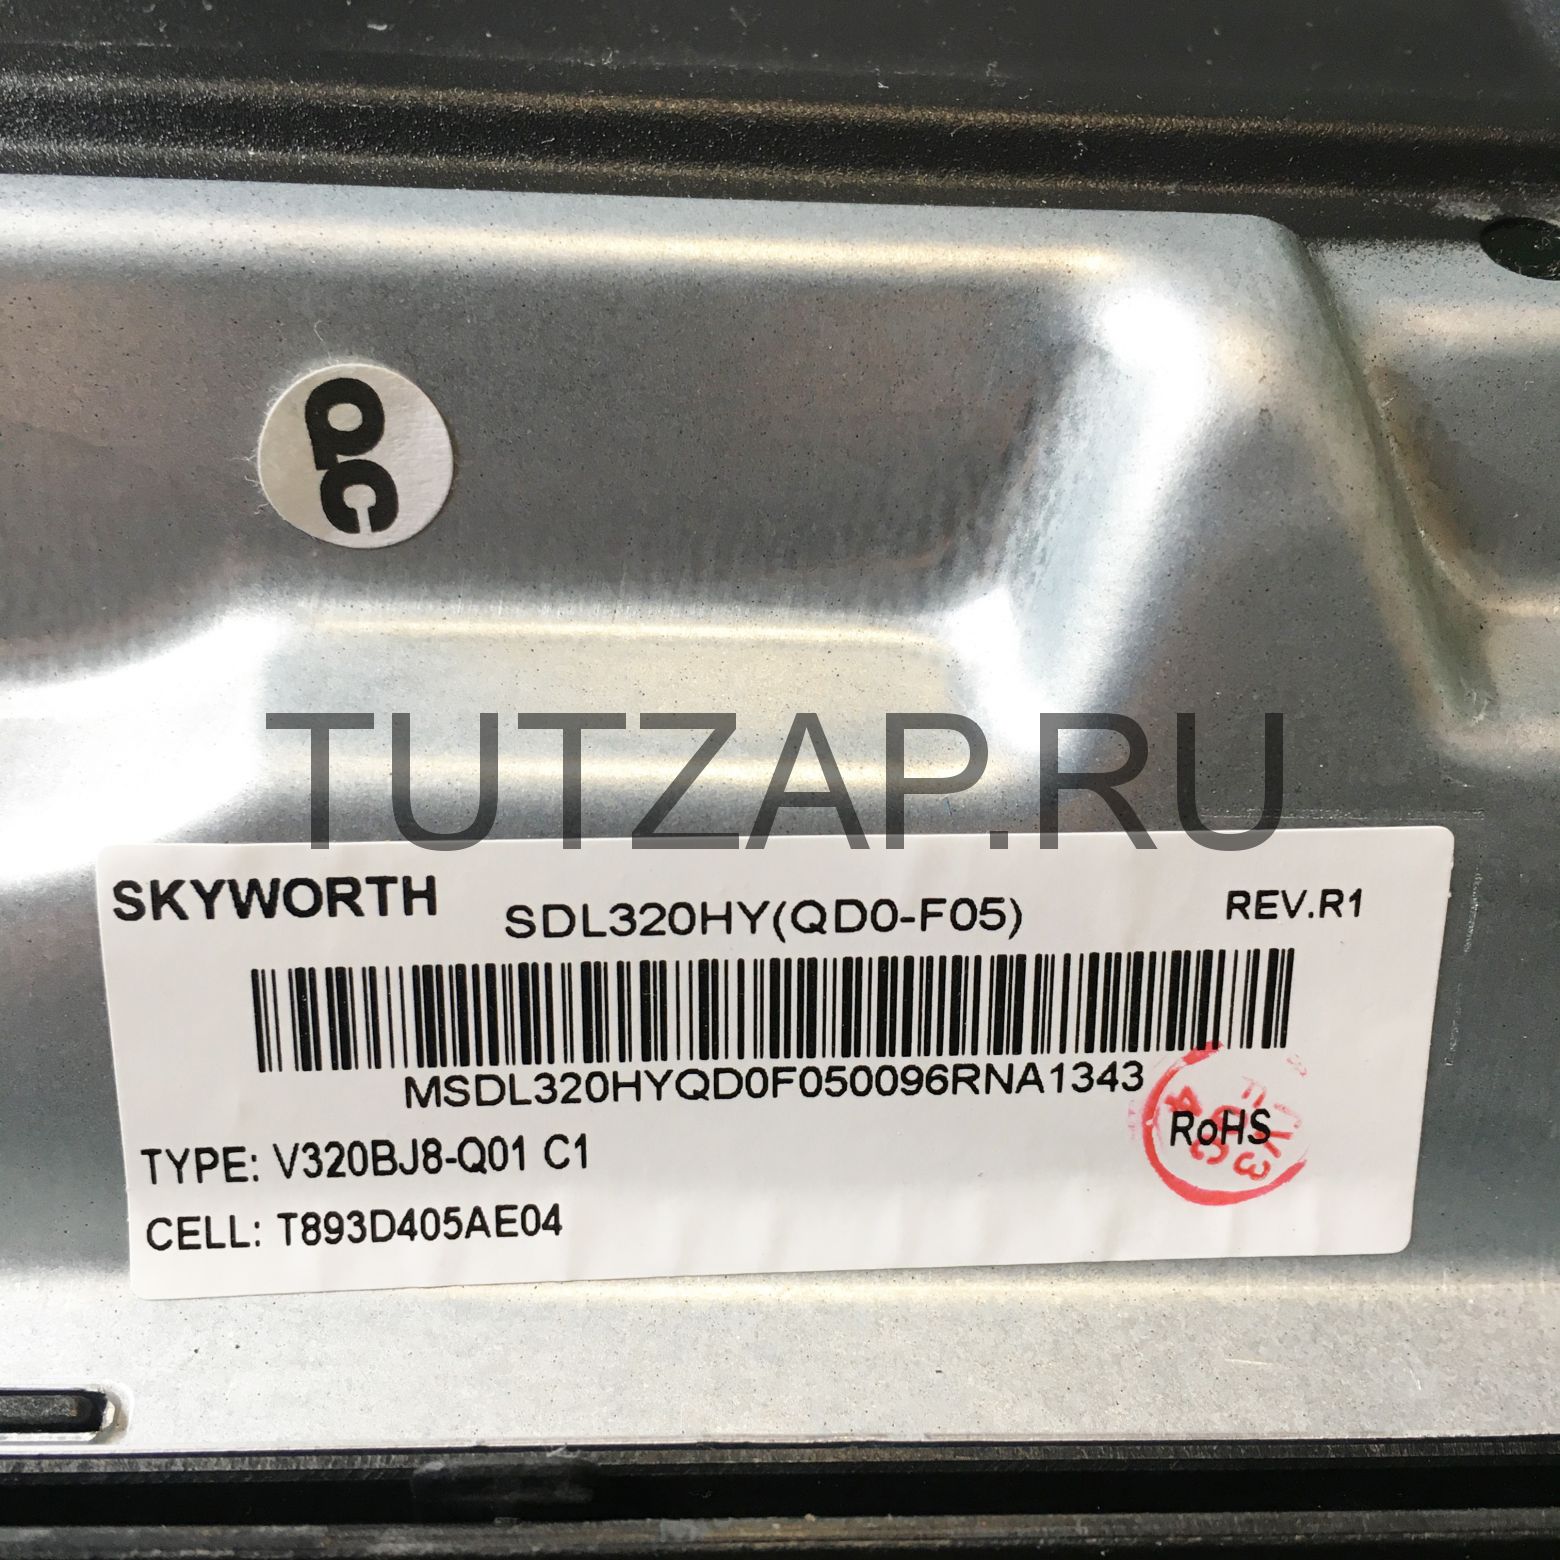 QC
TUTZAP.RU
SKYWORTH
SDL320HY(QD0-F05)
REV.R1
MSDL320HYQD0F050096RNA1343
RoHS
TYPE: V320BJ8-Q01 C1
CELL: T893D405AE04